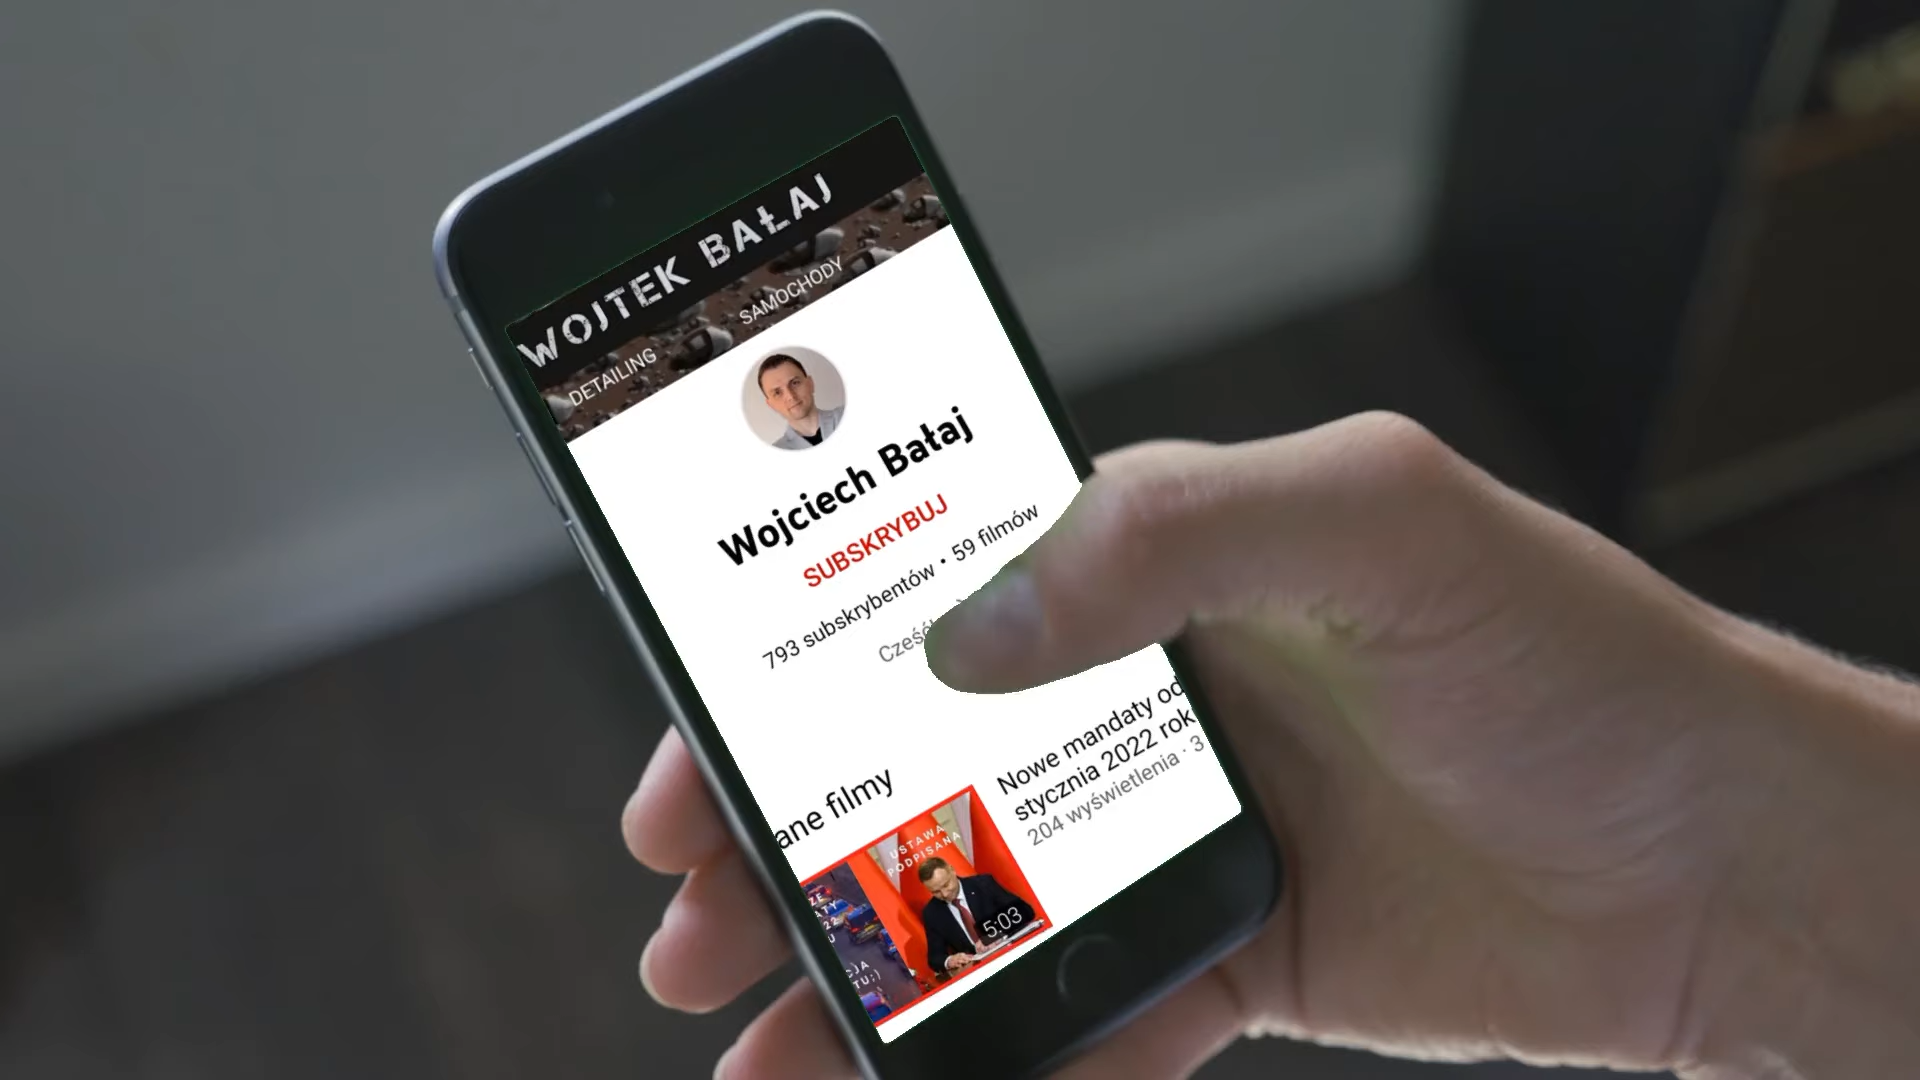 WOJTEK BAŁAJ
DETAILING SAMOCHODY
Wojciech Bałaj
SUBSKRYBUJ
793 subskrybentów • 59 filmów
Cześć
ane filmy
Nowe mandaty od
stycznia 2022 rok
204 wyświetlenia · 3
USTAWA
PODPISANA
5:03